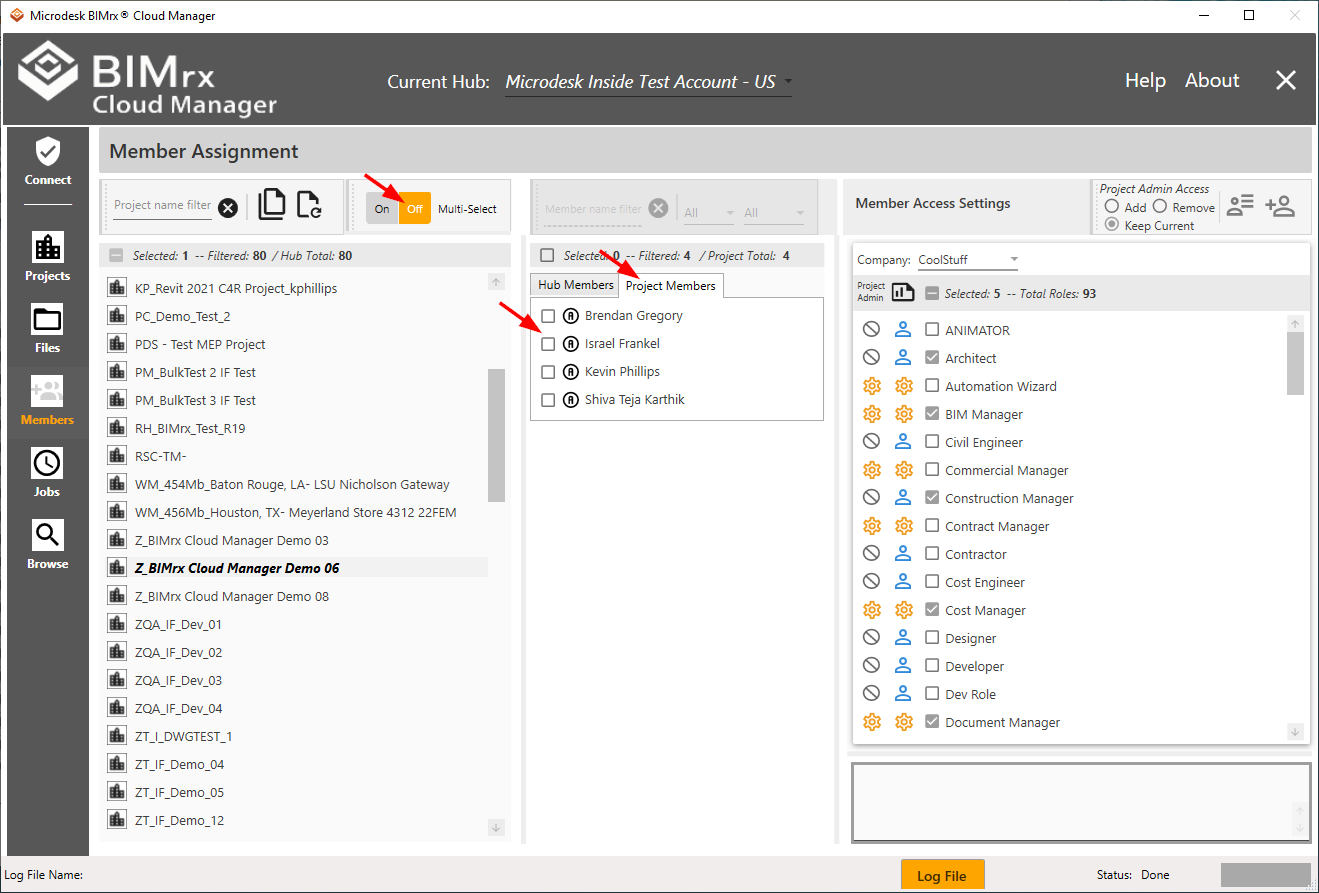 Microdesk BIMrx® Cloud Manager
BIMrx
Cloud Manager
Current Hub: Microdesk Inside Test Account - US
Help About
Connect
Projects
Files
Members
Jobs
Browse
Member Assignment
Project name filter
On Off Multi-Select
Selected: 1 -- Filtered: 80 / Hub Total: 80
KP_Revit 2021 C4R Project_kphillips
PC_Demo_Test_2
PDS - Test MEP Project
PM_BulkTest 2 IF Test
PM_BulkTest 3 IF Test
RH_BIMrx_Test_R19
RSC-TM-
WM_454Mb_Baton Rouge, LA- LSU Nicholson Gateway
WM_456Mb_Houston, TX- Meyerland Store 4312 22FEM
Z_BIMrx Cloud Manager Demo 03
Z_BIMrx Cloud Manager Demo 06
Z_BIMrx Cloud Manager Demo 08
ZQA_IF_Dev_01
ZQA_IF_Dev_02
ZQA_IF_Dev_03
ZQA_IF_Dev_04
ZT_I_DWGTEST_1
ZT_IF_Demo_04
ZT_IF_Demo_05
ZT_IF_Demo_12
Member name filter
All All
Selected: 0 -- Filtered: 4 / Project Total: 4
Hub Members Project Members
Brendan Gregory
Israel Frankel
Kevin Phillips
Shiva Teja Karthik
Member Access Settings
Project Admin Access
Add Remove
Keep Current
Company: CoolStuff
Project
Admin
Selected: 5 -- Total Roles: 93
ANIMATOR
Architect
Automation Wizard
BIM Manager
Civil Engineer
Commercial Manager
Construction Manager
Contract Manager
Contractor
Cost Engineer
Cost Manager
Designer
Developer
Dev Role
Document Manager
Log File Name:
Log File
Status: Done